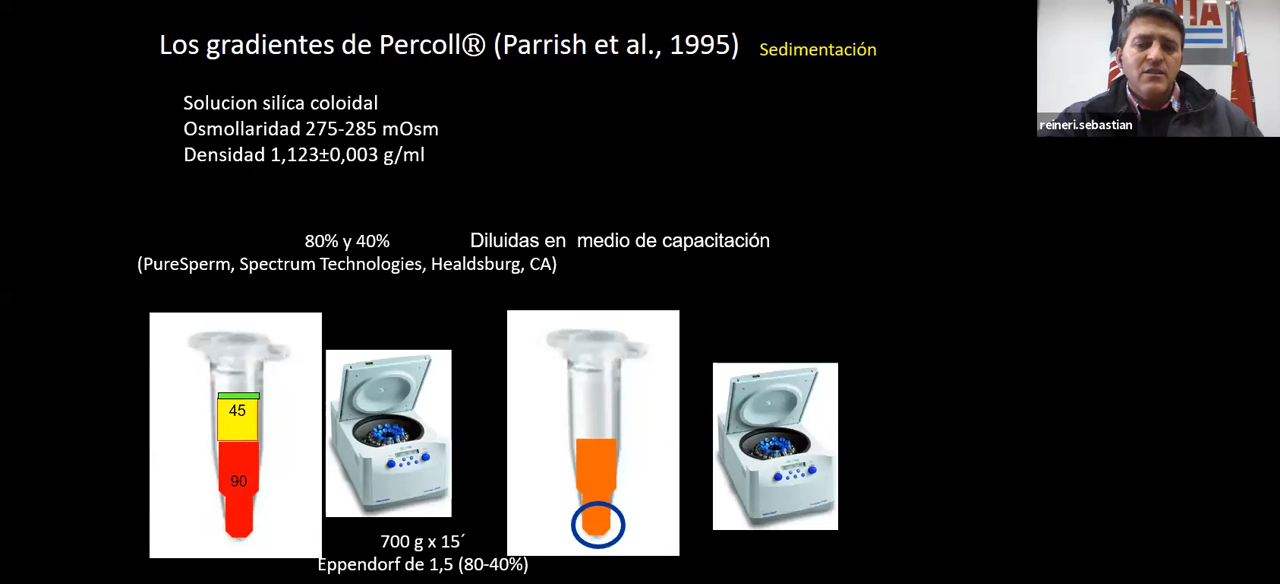 Los gradientes de Percoll® (Parrish et al., 1995) Sedimentación
Solucion silíca coloidal
Osmollaridad 275-285 mOsm
Densidad 1,123±0,003 g/ml
reineri.sebastian
80% y 40% Diluidas en medio de capacitación
(PureSperm, Spectrum Technologies, Healdsburg, CA)
45
90
700 g x 15´
Eppendorf de 1,5 (80-40%)